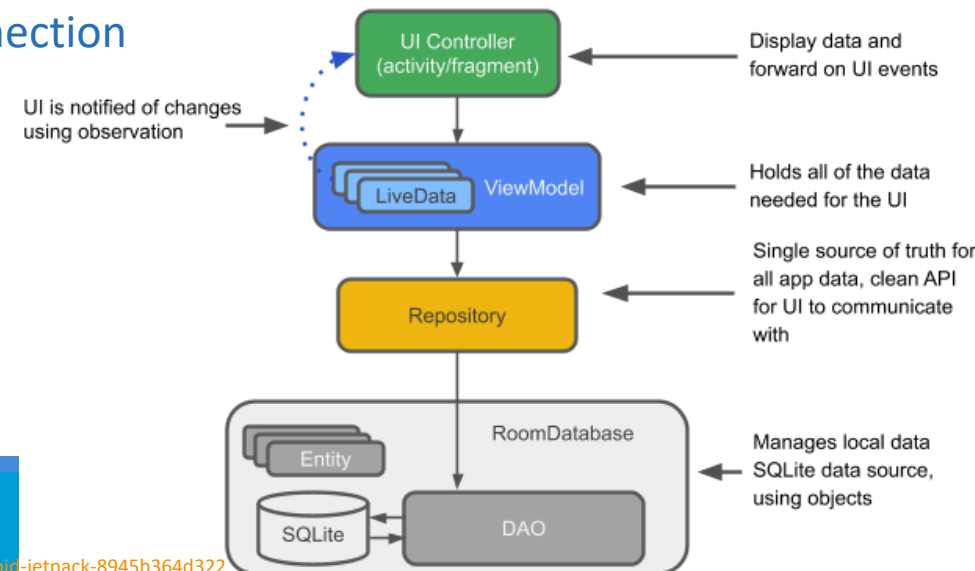 UI Controller
(activity/fragment)
Display data and
forward on UI events
UI is notified of changes
using observation
LiveData
ViewModel
Holds all of the data
needed for the UI
Single source of truth for
all app data, clean API
for UI to communicate
with
Repository
RoomDatabase
Entity
SQLite
DAO
Manages local data
SQLite data source,
using objects
-jetpack-8945b364d322